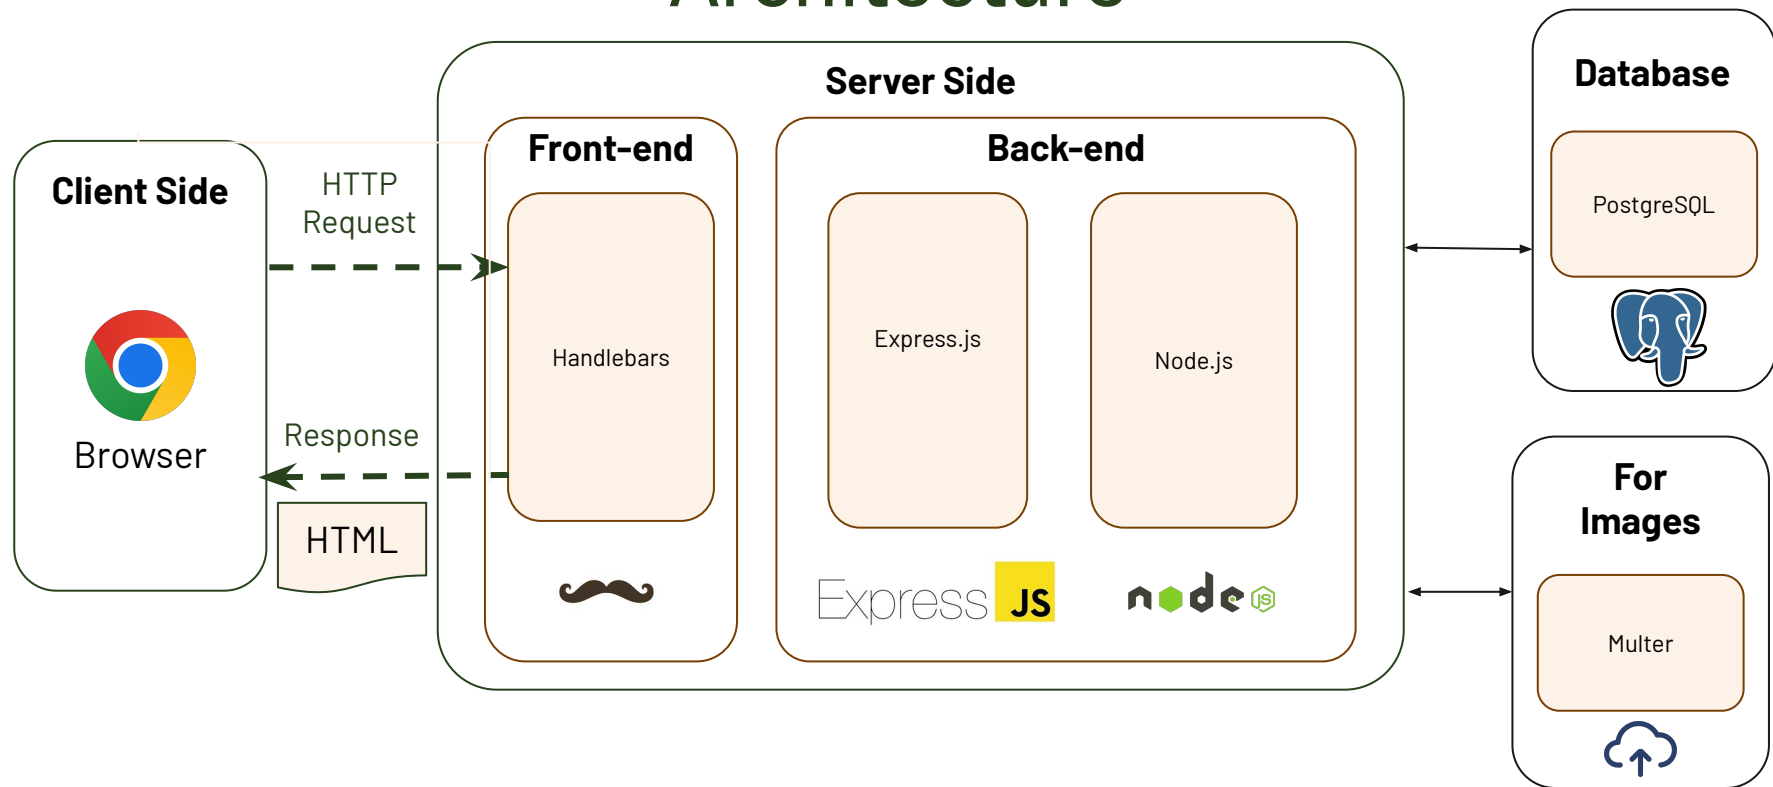 Architecture
Server Side
Database
Front-end
Back-end
Client Side
HTTP
Request
PostgreSQL
Express.js
Handlebars
Node.js
Response
Browser
For
Images
HTML
Express JS
node JS
Multer